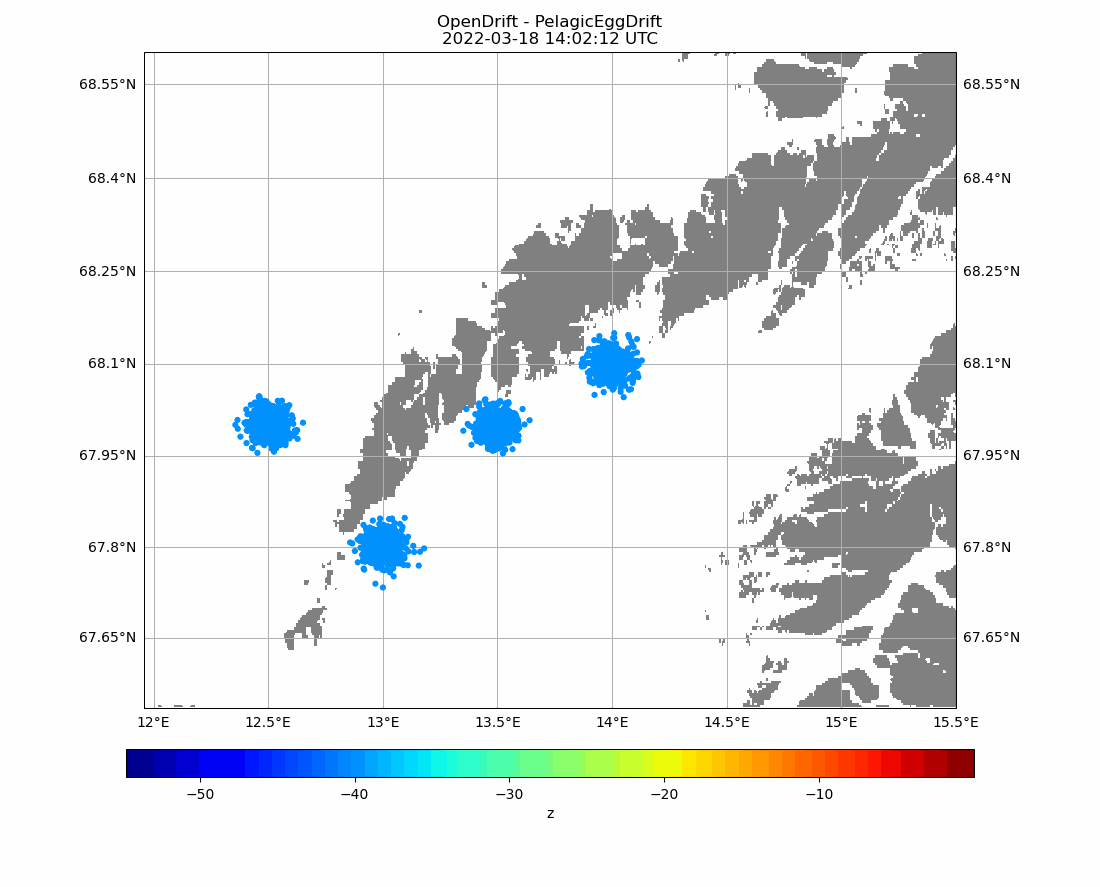 OpenDrift - PelagicEggDrift
2022-03-18 14:02:12 UTC
68.55°N 68.55°N
68.4°N 68.4°N
68.25°N 68.25°N
68.1°N 68.1°N
67.95°N 67.95°N
67.8°N 67.8°N
67.65°N 67.65°N
12°E 12.5°E 13°E 13.5°E 14°E 14.5°E 15°E 15.5°E
−50 −40 −30 −20 −10
z